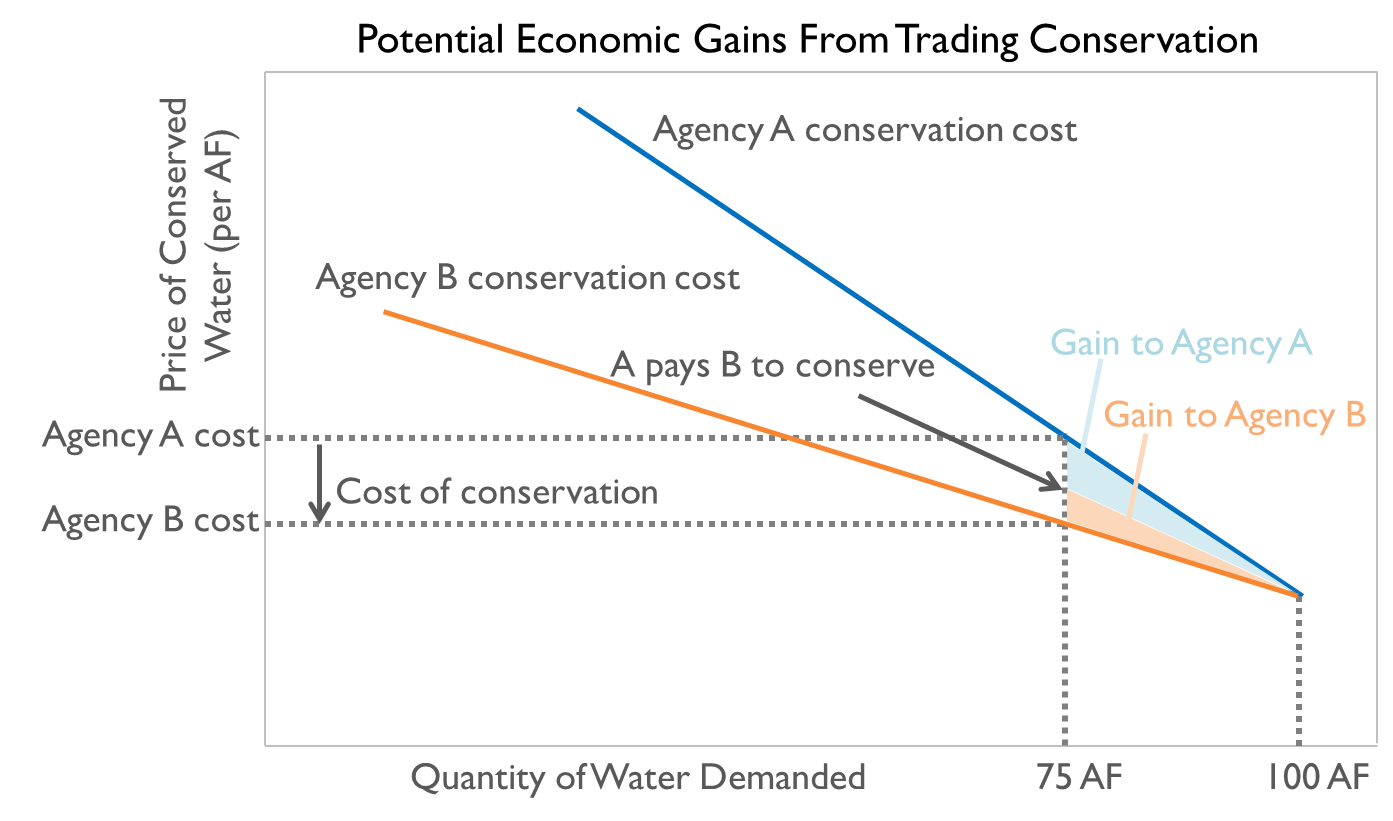 Potential Economic Gains From Trading Conservation
Price of Conserved
Water (per AF)
Agency A conservation cost
Agency B conservation cost
Gain to Agency A
A pays B to conserve
Gain to Agency B
Agency A cost
Cost of conservation
Agency B cost
Quantity of Water Demanded
75 AF
100 AF